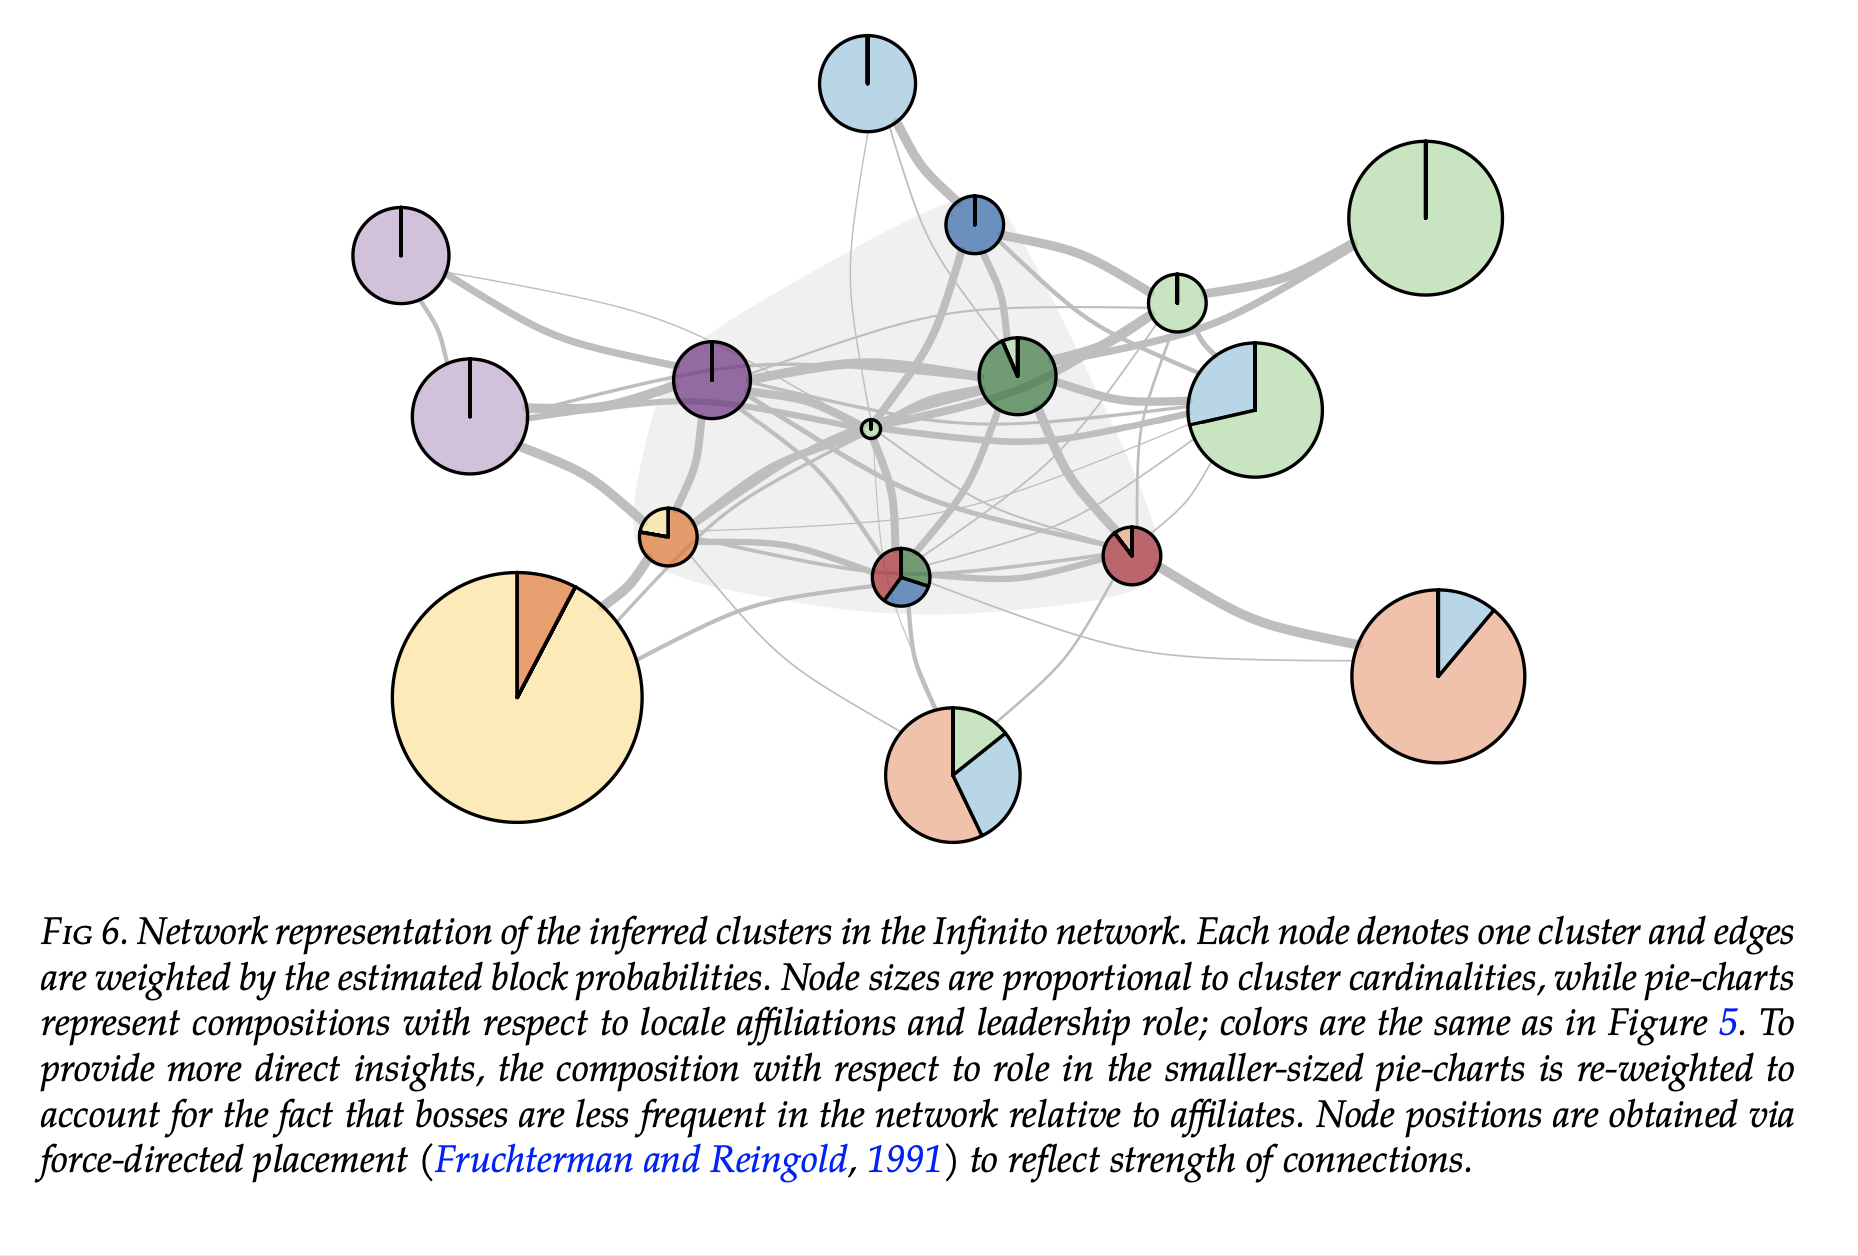 FIG 6. Network representation of the inferred clusters in the Infinito network. Each node denotes one cluster and edges
are weighted by the estimated block probabilities. Node sizes are proportional to cluster cardinalities, while pie-charts
represent compositions with respect to locale affiliations and leadership role; colors are the same as in Figure 5. To
provide more direct insights, the composition with respect to role in the smaller-sized pie-charts is re-weighted to
account for the fact that bosses are less frequent in the network relative to affiliates. Node positions are obtained via
force-directed placement (Fruchterman and Reingold, 1991) to reflect strength of connections.